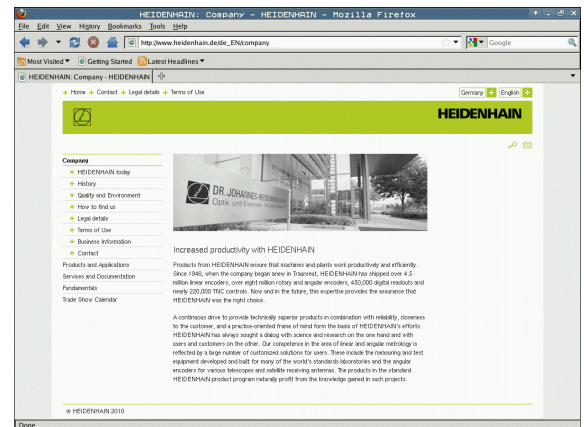 HEIDENHAIN: Company - HEIDENHAIN - Mozilla Firefox
File Edit View History Bookmarks Tools Help
http://www.heidenhain.de/de_EN/company
Google
Most Visited Getting Started Latest Headlines
HEIDENHAIN: Company - HEIDENHAIN
+ Home + Contact + Legal details + Terms of Use
Germany + English +
HEIDENHAIN
Company
+ HEIDENHAIN today
+ History
+ Quality and Environment
+ How to find us
+ Legal details
+ Terms of Use
+ Business Information
+ Contact
Products and Applications
Services and Documentation
Fundamentals
Trade Show Calendar
DR. JOHANNES HEIDENHAIN
Optik und Elektronik
Increased productivity with HEIDENHAIN
Products from HEIDENHAIN ensure that machines and plants work productively and efficiently.
Since 1948, when the company began anew in Traunreut, HEIDENHAIN has shipped over 4.5
million linear encoders, over eight million rotary and angular encoders, 450,000 digital readouts and
nearly 220,000 TNC controls. Now and in the future, this expertise provides the assurance that
HEIDENHAIN was the right choice.
A continuous drive to provide technically superior products in combination with reliability, closeness
to the customer, and a practice-oriented frame of mind form the basis of HEIDENHAIN's efforts.
HEIDENHAIN has always sought a dialog with science and research on the one hand and with
users and customers on the other. Our competence in the area of linear and angular metrology is
reflected by a large number of customized solutions for users. These include the measuring and test
equipment developed and built for many of the world's standards laboratories and the angular
encoders for various telescopes and satellite receiving antennas. The products in the standard
HEIDENHAIN product program naturally profit from the knowledge gained in such projects.
© HEIDENHAIN 2010
Done